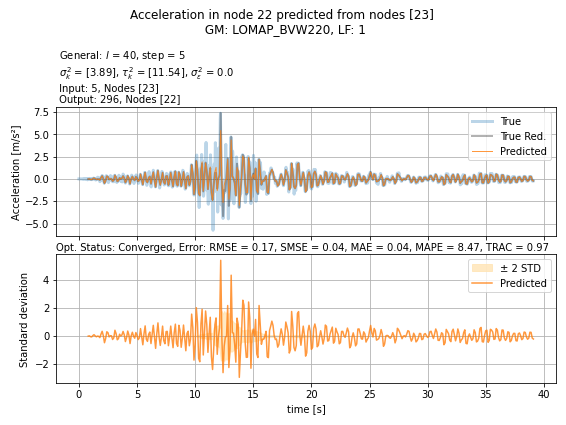 Acceleration in node 22 predicted from nodes [23]
GM: LOMAP_BVW220, LF: 1
General: l = 40, step = 5
σ²ₖ = [3.89], τ²ₖ = [11.54], σ²ε = 0.0
Input: 5, Nodes [23]
Output: 296, Nodes [22]
7.5
5.0
2.5
0.0
−2.5
−5.0
Acceleration [m/s²]
True
True Red.
Predicted
Opt. Status: Converged, Error: RMSE = 0.17, SMSE = 0.04, MAE = 0.04, MAPE = 8.47, TRAC = 0.97
4
2
0
−2
Standard deviation
± 2 STD
Predicted
0 5 10 15 20 25 30 35 40
time [s]